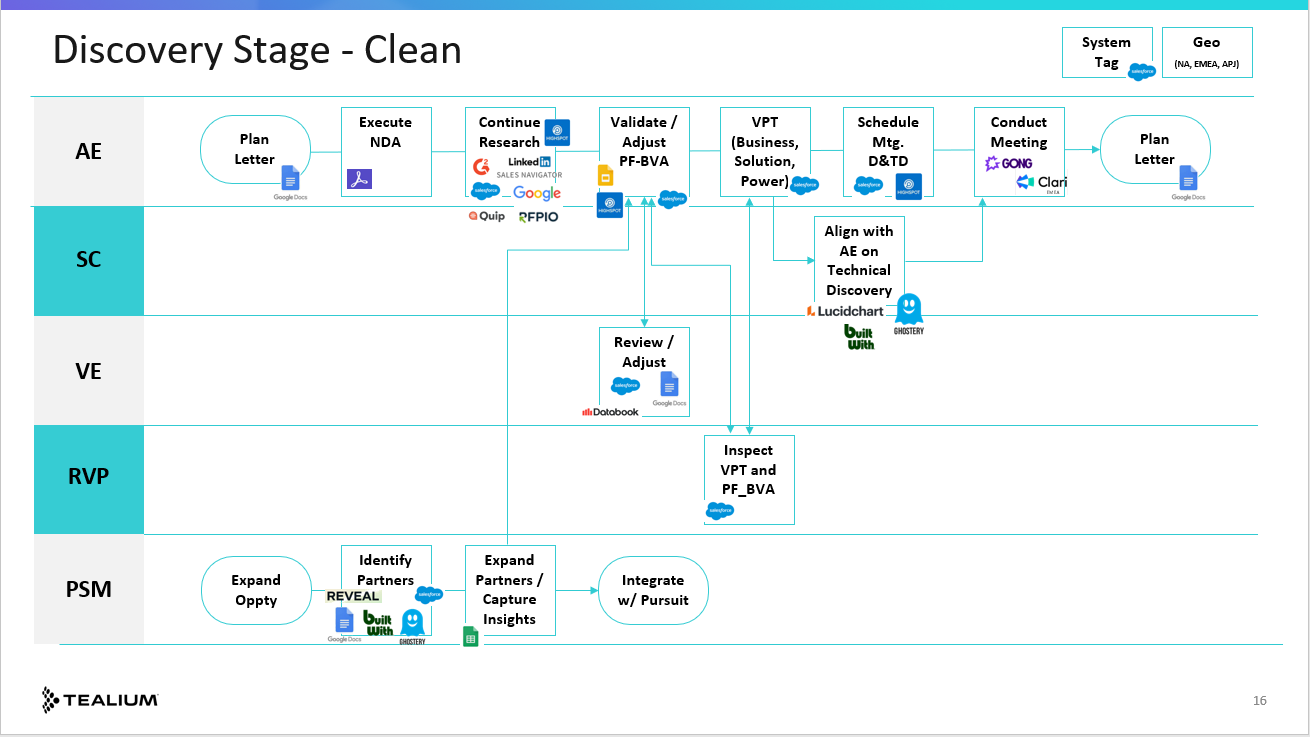 Discovery Stage - Clean
System
Tag
salesforce
Geo
(NA, EMEA, APJ)
AE
Plan
Letter
Google Docs
Execute
NDA
Continue
Research
HIGHSPOT
G2
LinkedIn
SALES NAVIGATOR
salesforce
Google
Quip
RFPIO
Validate /
Adjust
PF-BVA
HIGHSPOT
salesforce
VPT
(Business,
Solution,
Power)
salesforce
Schedule
Mtg.
D&TD
salesforce
HIGHSPOT
Conduct
Meeting
GONG
Clari
EMEA
Plan
Letter
Google Docs
SC
Align with
AE on
Technical
Discovery
Lucidchart
GHOSTERY
built
With
VE
Review /
Adjust
salesforce
Google Docs
Databook
RVP
Inspect
VPT and
PF_BVA
salesforce
PSM
Expand
Oppty
Identify
Partners
REVEAL
salesforce
Google Docs
built
With
GHOSTERY
Expand
Partners /
Capture
Insights
Integrate
w/ Pursuit
TEALIUM
16